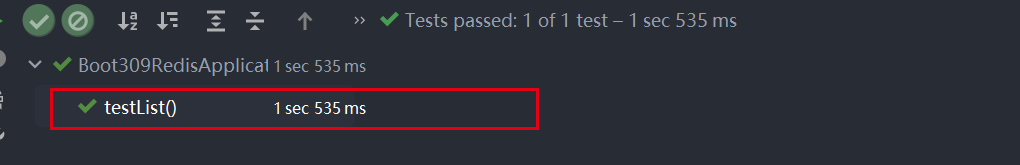 Tests passed: 1 of 1 test – 1 sec 535 ms
Boot309RedisApplicat 1 sec 535 ms
testList() 1 sec 535 ms